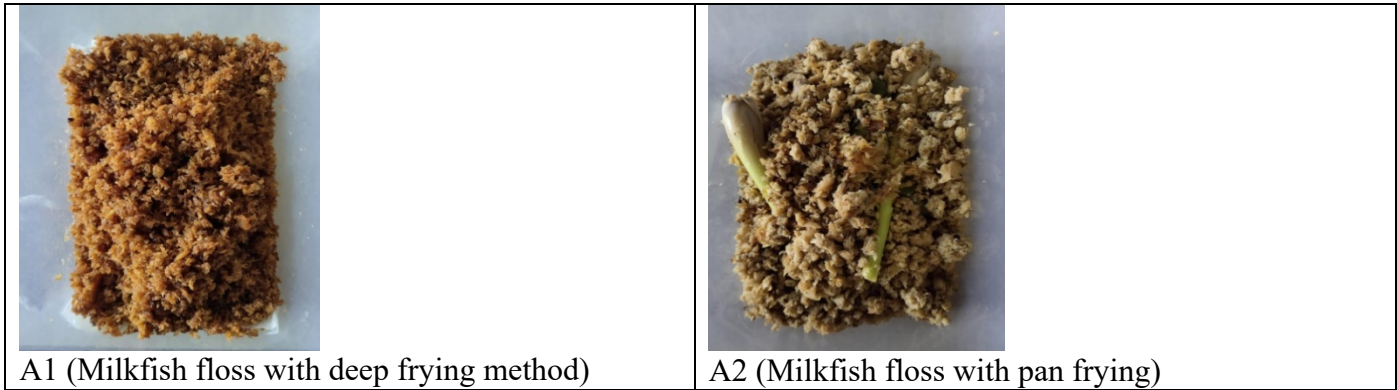 A1 (Milkfish floss with deep frying method)
A2 (Milkfish floss with pan frying)